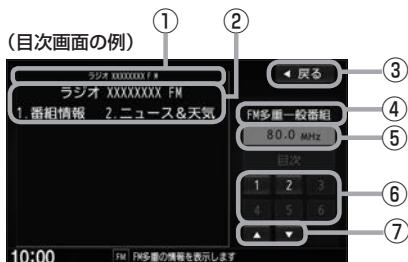 ① ②
(目次画面の例)
ラジオ XXXXXXXX F M
◀ 戻る ③
ラジオ XXXXXXXX FM
1.番組情報 2.ニュース&天気
FM多重一般番組 ④
80.0 MHz ⑤
目次
1 2 3 ⑥
4 5 6
▲ ▼ ⑦
10:00 FM FM多重の情報を表示します